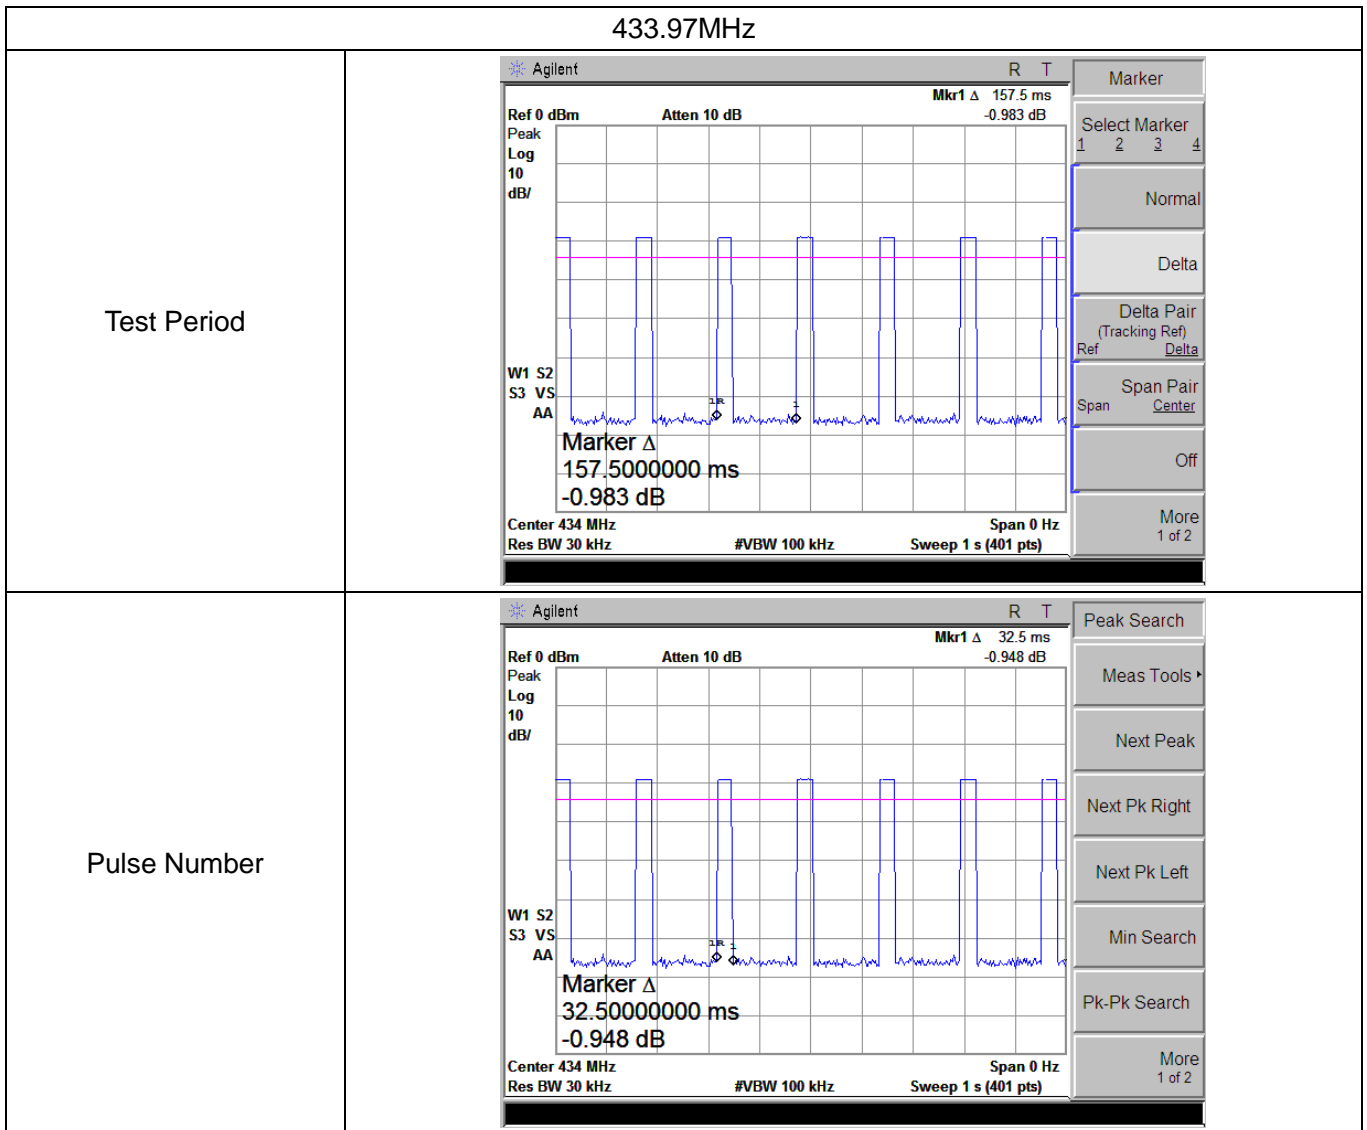 433.97MHz
Test Period
Agilent R T
Mkr1 Δ 157.5 ms
Ref 0 dBm Atten 10 dB -0.983 dB
Peak
Log
10
dB/
W1 S2
S3 VS
AA
1R 1
Marker Δ
157.5000000 ms
-0.983 dB
Center 434 MHz Span 0 Hz
Res BW 30 kHz #VBW 100 kHz Sweep 1 s (401 pts)
Marker
Select Marker
1 2 3 4
Normal
Delta
Delta Pair
(Tracking Ref)
Ref Delta
Span Pair
Span Center
Off
More
1 of 2
Pulse Number
Agilent R T
Mkr1 Δ 32.5 ms
Ref 0 dBm Atten 10 dB -0.948 dB
Peak
Log
10
dB/
W1 S2
S3 VS
AA
1R 1
Marker Δ
32.50000000 ms
-0.948 dB
Center 434 MHz Span 0 Hz
Res BW 30 kHz #VBW 100 kHz Sweep 1 s (401 pts)
Peak Search
Meas Tools
Next Peak
Next Pk Right
Next Pk Left
Min Search
Pk-Pk Search
More
1 of 2